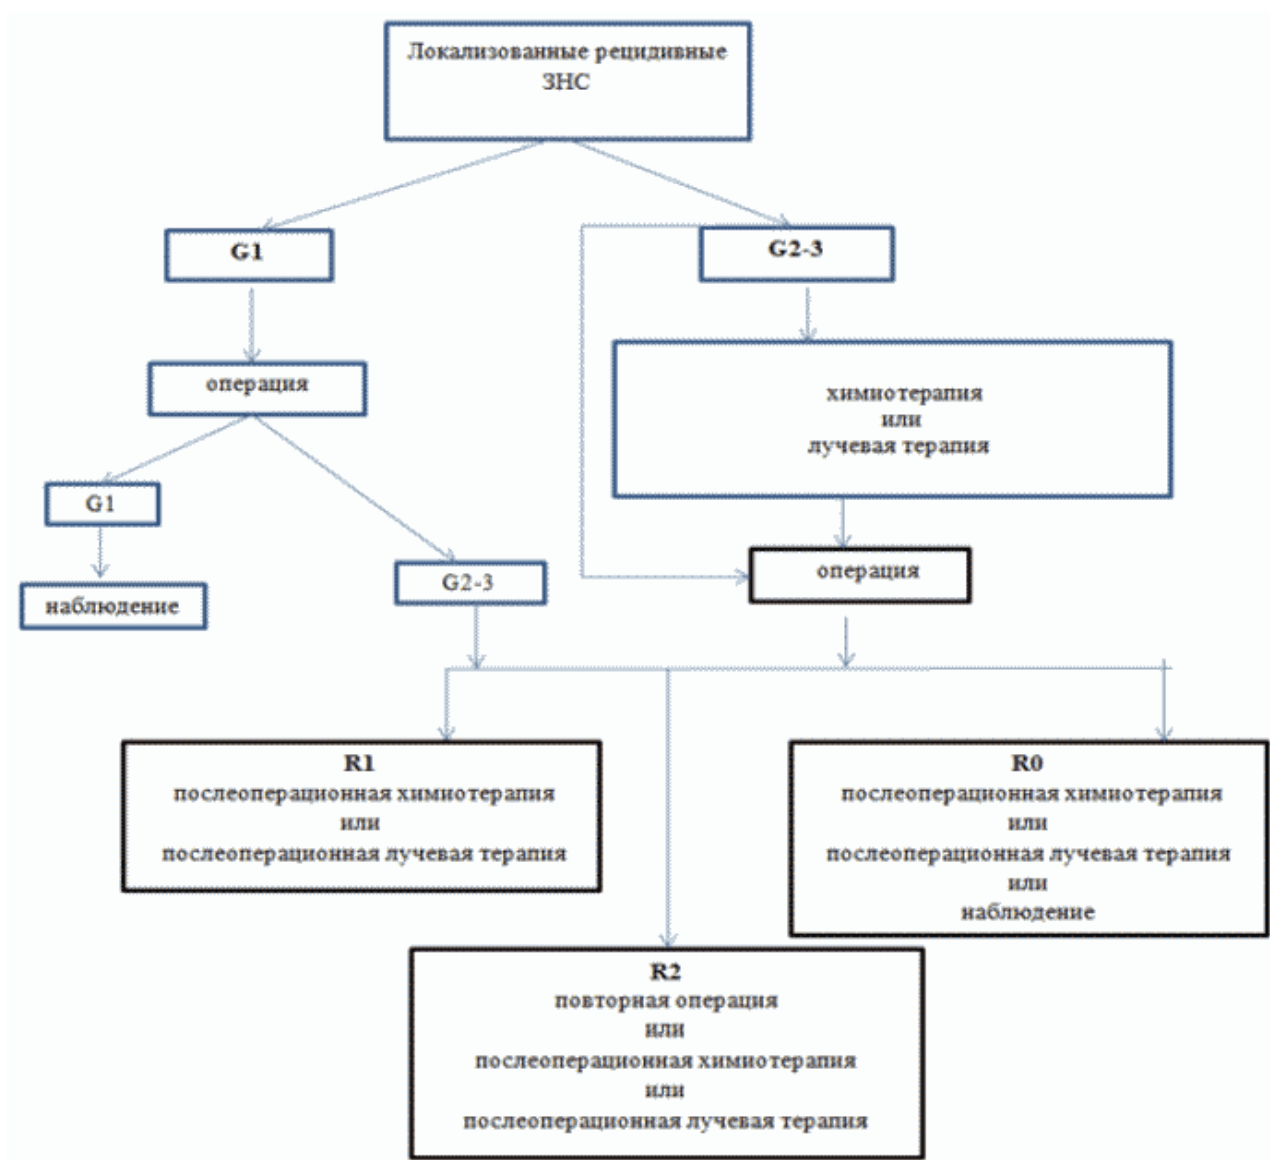 Локализованные рецидивные
ЗНС
G1
G2-3
операция
химиотерапия
или
лучевая терапия
G1
G2-3
операция
наблюдение
R1
послеоперационная химиотерапия
или
послеоперационная лучевая терапия
R0
послеоперационная химиотерапия
или
послеоперационная лучевая терапия
или
наблюдение
R2
повторная операция
или
послеоперационная химиотерапия
или
послеоперационная лучевая терапия